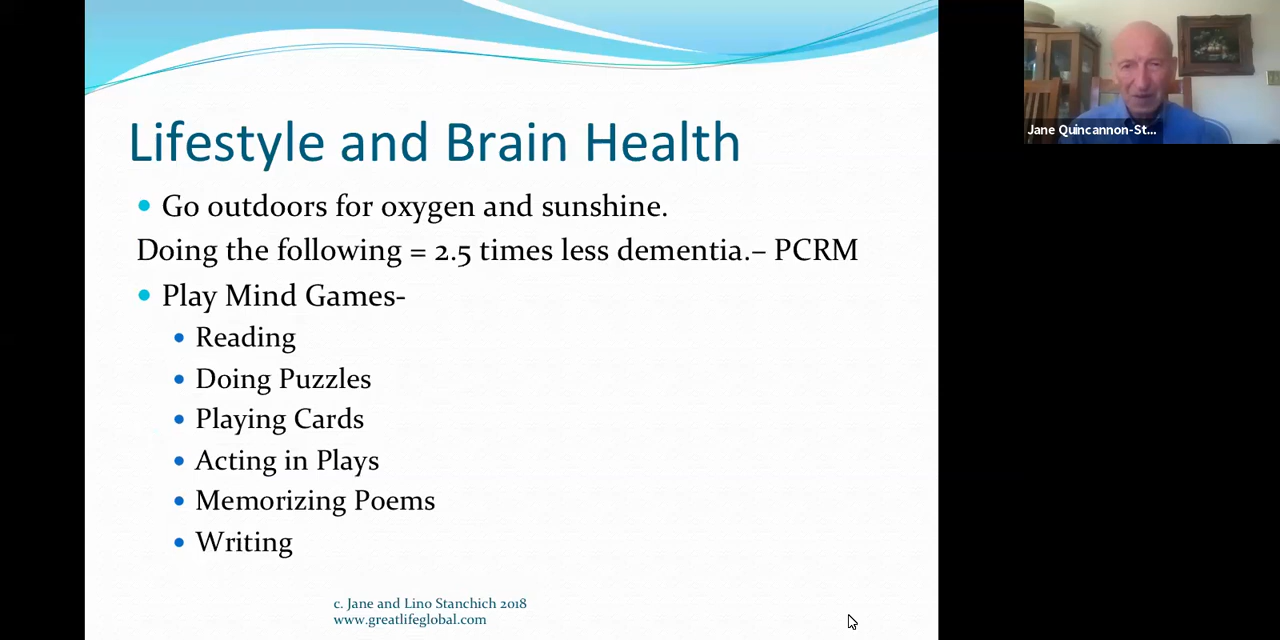 Lifestyle and Brain Health
Go outdoors for oxygen and sunshine.
Doing the following = 2.5 times less dementia.– PCRM
Play Mind Games-
Reading
Doing Puzzles
Playing Cards
Acting in Plays
Memorizing Poems
Writing
c. Jane and Lino Stanchich 2018
www.greatlifeglobal.com
Jane Quincannon-St...